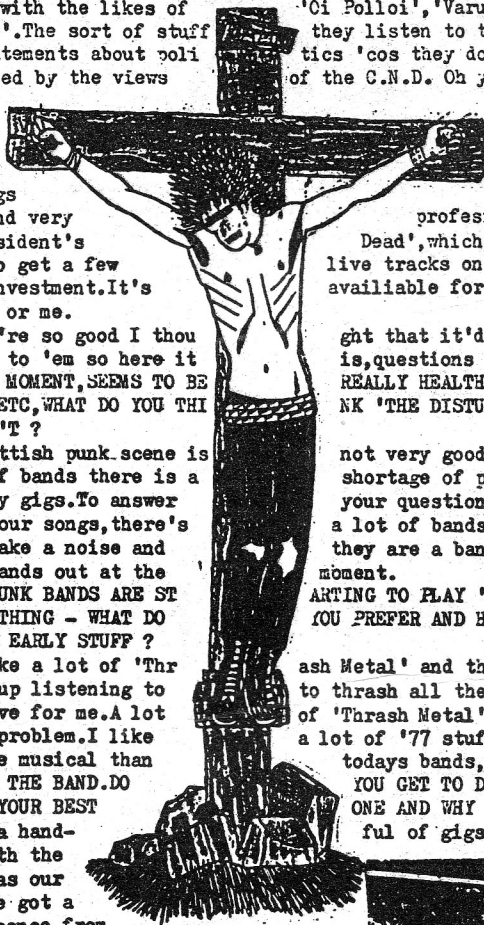 with the likes of 'Oi Polloi','Varu
'.The sort of stuff they listen to t
tements about poli tics 'cos they do
ed by the views of the C.N.D. Oh y
gs
nd very profes
sident's Dead',which
o get a few live tracks on
nvestment.It's availiable for
or me.
're so good I thou ght that it'd
to 'em so here it is,questions
MOMENT,SEEMS TO BE REALLY HEALTH
ETC,WHAT DO YOU THI NK 'THE DISTU
'T ?
ttish punk scene is not very good
f bands there is a shortage of p
y gigs.To answer your question
our songs,there's a lot of bands
ake a noise and they are a ban
ands out at the ' moment.
UNK BANDS ARE ST ARTING TO PLAY '
THING - WHAT DO YOU PREFER AND H
EARLY STUFF ?
ke a lot of 'Thr ash Metal' and th
up listening to to thrash all the
ve for me.A lot of 'Thrash Metal'
problem.I like a lot of '77 stuf
e musical than todays bands,
THE BAND.DO YOU GET TO D
YOUR BEST ONE AND WHY
a hand- ful of gigs
th the
as our
e got a